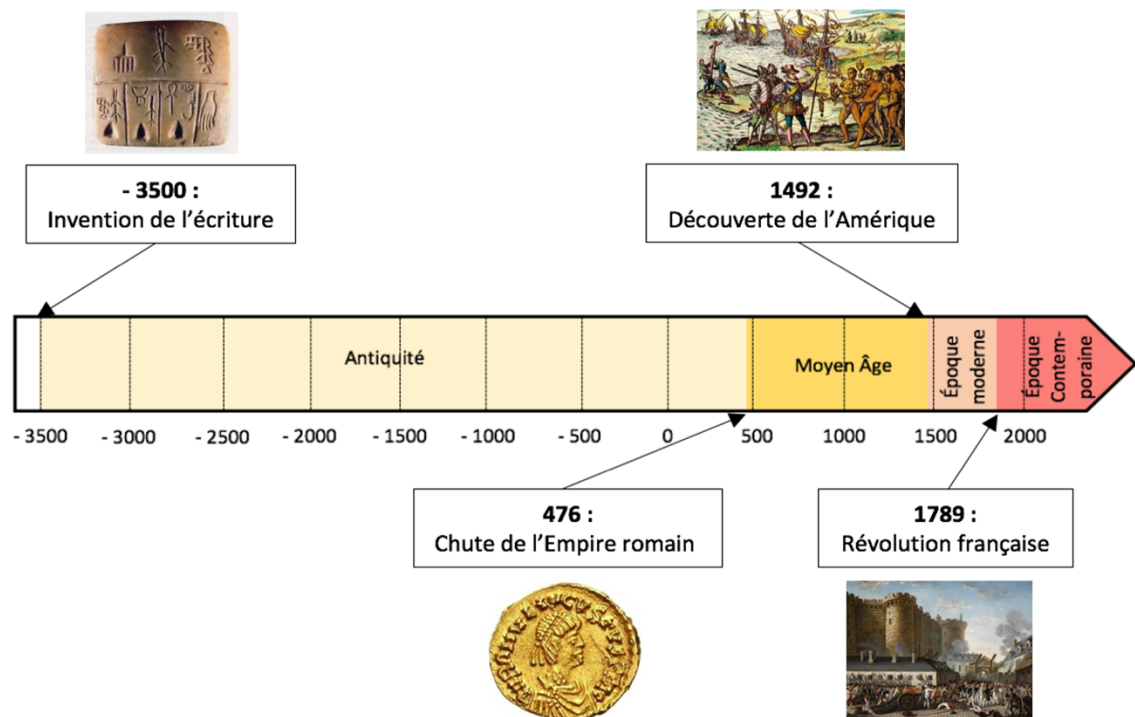 - 3500 :
Invention de l’écriture
1492 :
Découverte de l’Amérique
Antiquité
Moyen Âge
Époque
moderne
Époque
Contem-
poraine
- 3500 - 3000 - 2500 - 2000 - 1500 - 1000 - 500 0 500 1000 1500 2000
476 :
Chute de l’Empire romain
1789 :
Révolution française